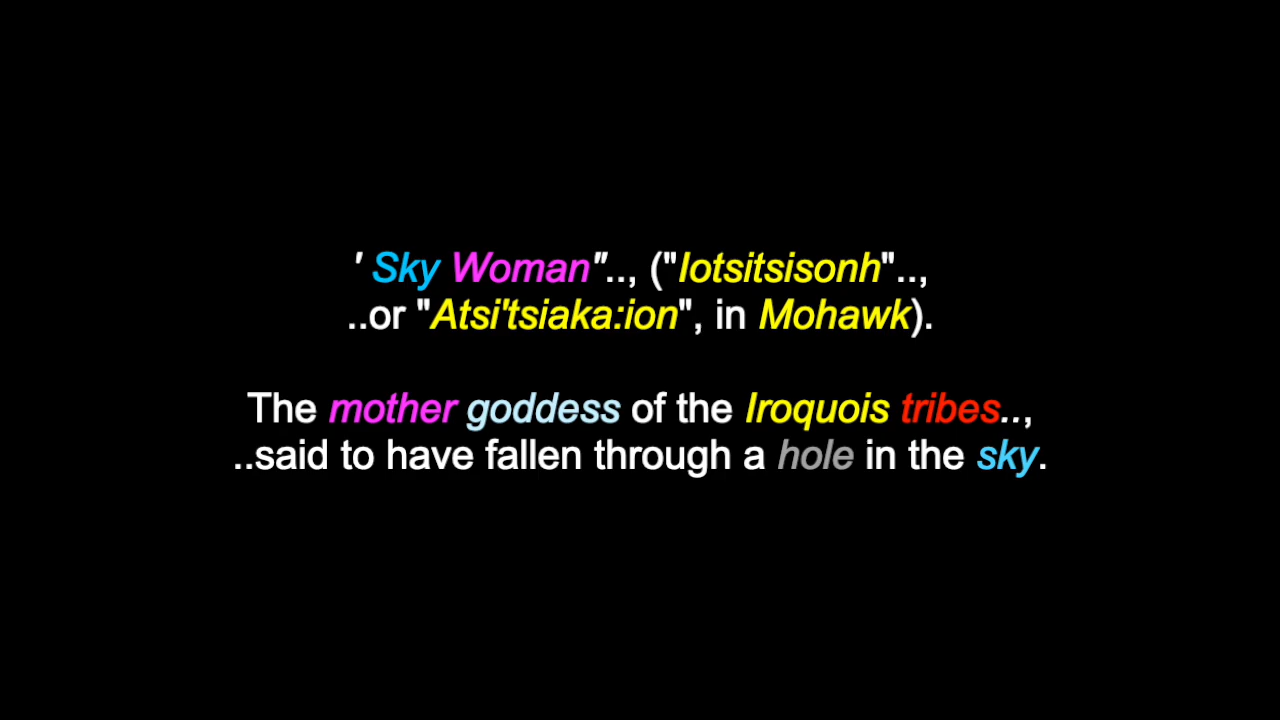 ' Sky Woman".., ("Iotsitsisonh"..,
..or "Atsi'tsiaka:ion", in Mohawk).
The mother goddess of the Iroquois tribes..,
..said to have fallen through a hole in the sky.